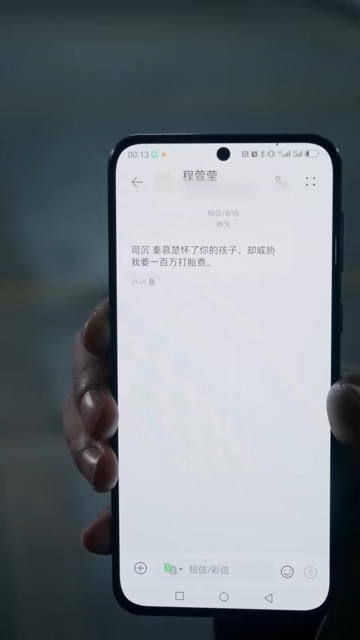 00:13
程萱莹
短信/彩信
昨天
司沉 秦慕楚怀了你的孩子。却威胁
我要一百万打胎费。
短信/彩信